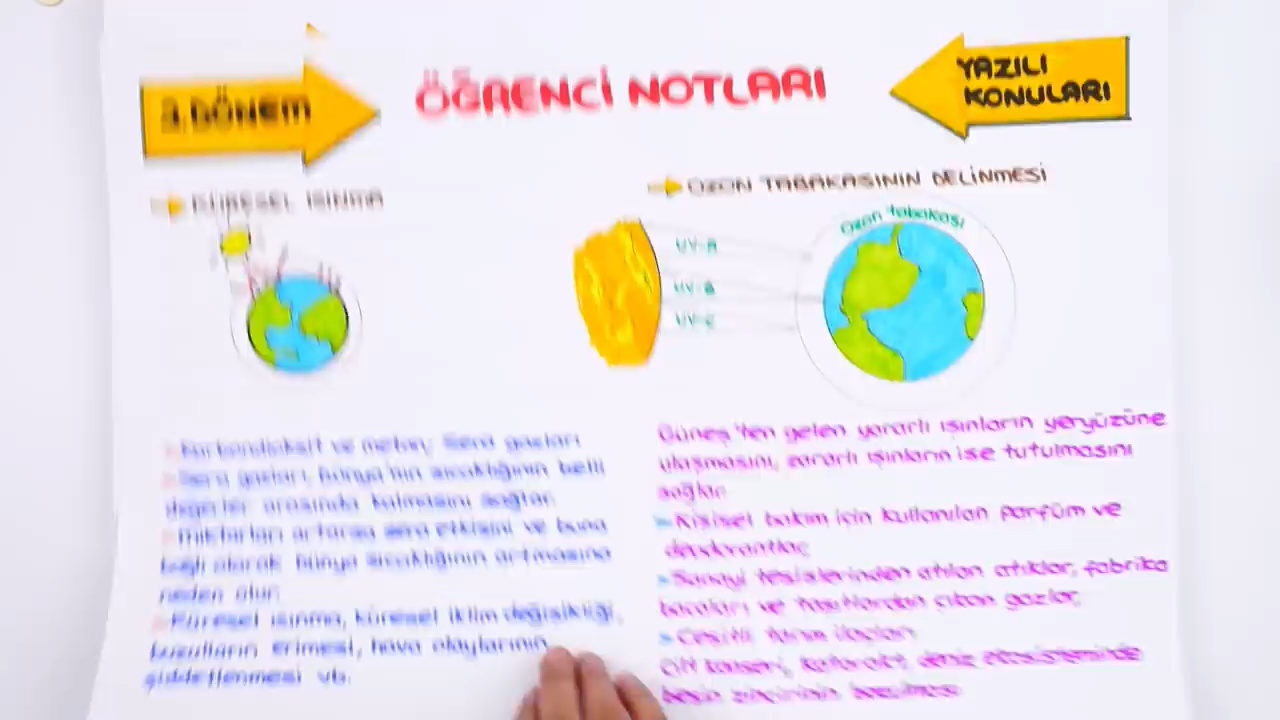 3. DÖNEM
ÖĞRENCİ NOTLARI
YAZILI
KONULARI
KÜRESEL ISINMA
OZON TABAKASININ DELİNMESİ
Ozon tabakası
UV-A
UV-B
UV-C
Karbondioksit ve metan; Sera gazları
Sera gazları, Dünya'nın sıcaklığının belli
değerler arasında kalmasını sağlar.
Miktarları artarsa sera etkisini ve buna
bağlı olarak Dünya sıcaklığının artmasına
neden olur.
Küresel ısınma, küresel iklim değişikliği,
buzulların erimesi, hava olaylarının
şiddetlenmesi vb.
Güneş'ten gelen yararlı ışınların yeryüzüne
ulaşmasını, zararlı ışınların ise tutulmasını
sağlar.
Kişisel bakım için kullanılan parfüm ve
deodorantlar,
Sanayi tesislerinden atılan atıklar, fabrika
bacaları ve taşıtlardan çıkan gazlar,
Çeşitli tarım ilaçları
Cilt kanseri, katarakt, deniz ekosisteminde
besin zincirinin bozulması